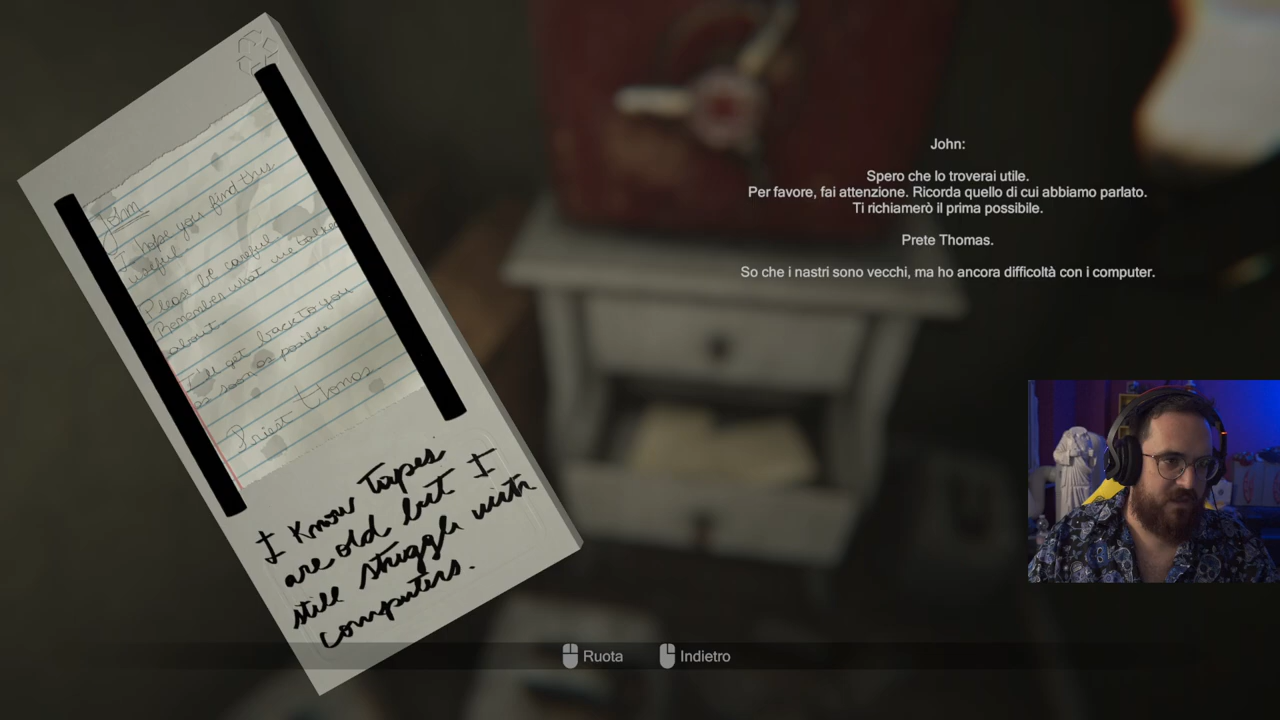 John
I hope you find this
useful.
Please be careful.
Remember what we talked
about.
I'll get back to you
as soon as posible
Priest Thomas
I Know tapes
are old but I
still struggle with
computers.
John:
Spero che lo troverai utile.
Per favore, fai attenzione. Ricorda quello di cui abbiamo parlato.
Ti richiamerò il prima possibile.
Prete Thomas.
So che i nastri sono vecchi, ma ho ancora difficoltà con i computer.
Ruota
Indietro